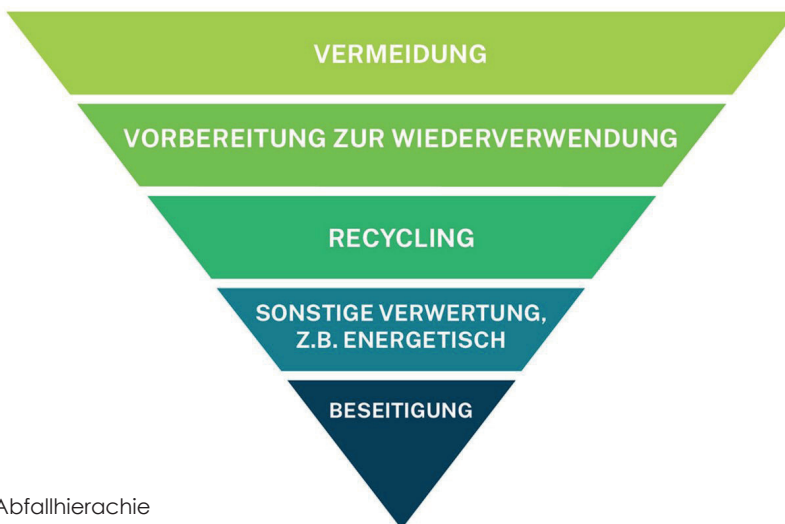 VERMEIDUNG
VORBEREITUNG ZUR WIEDERVERWENDUNG
RECYCLING
SONSTIGE VERWERTUNG,
Z.B. ENERGETISCH
BESEITIGUNG
Abfallhierachie